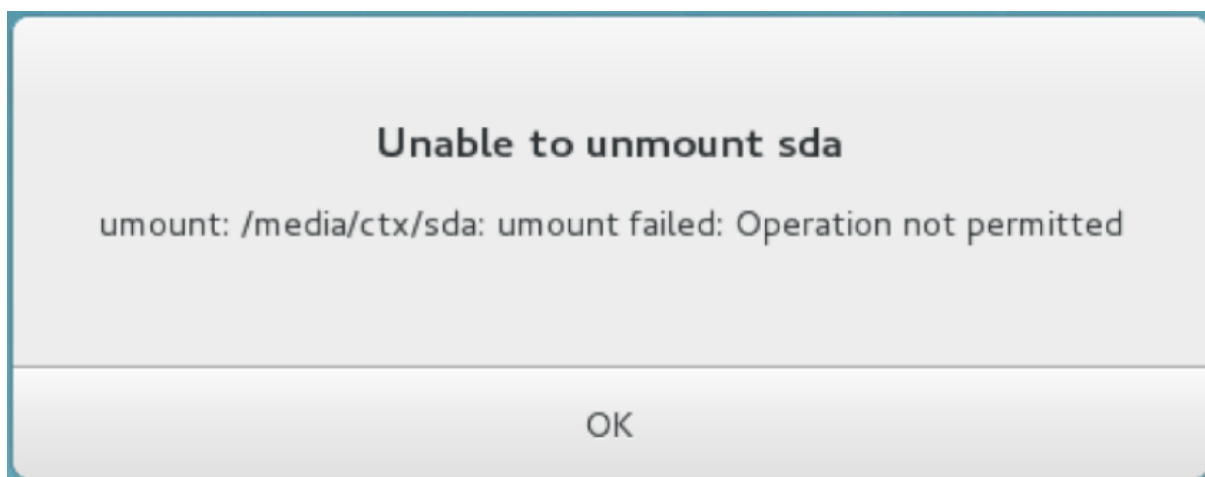 Unable to unmount sda
umount: /media/ctx/sda: umount failed: Operation not permitted
OK